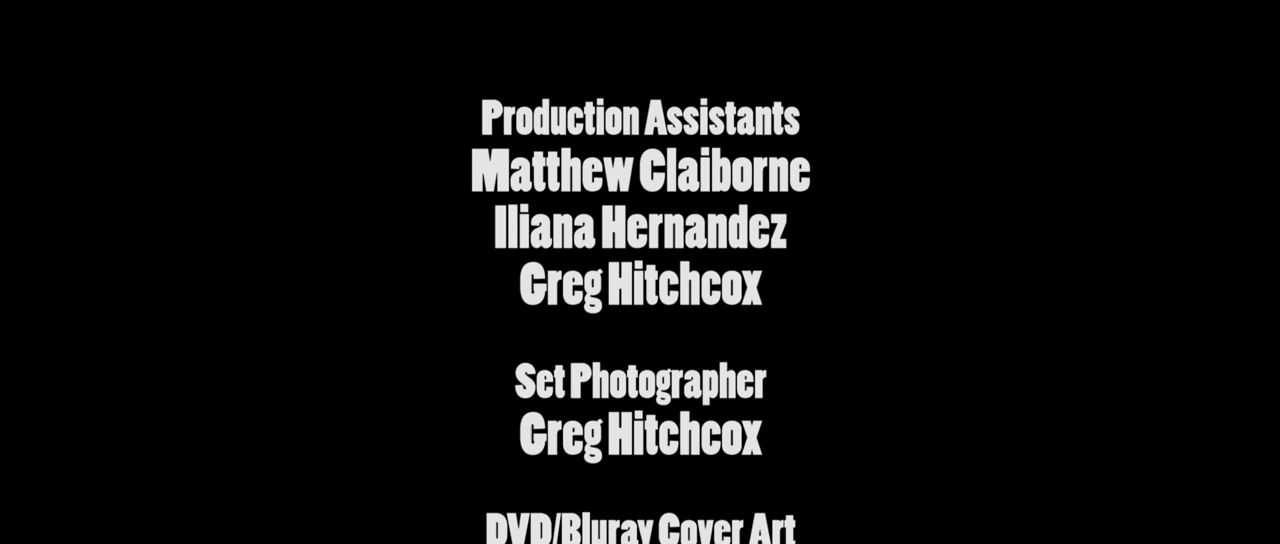 Production Assistants
Matthew Claiborne
Iliana Hernandez
Greg Hitchcox
Set Photographer
Greg Hitchcox
DVD/Bluray Cover Art